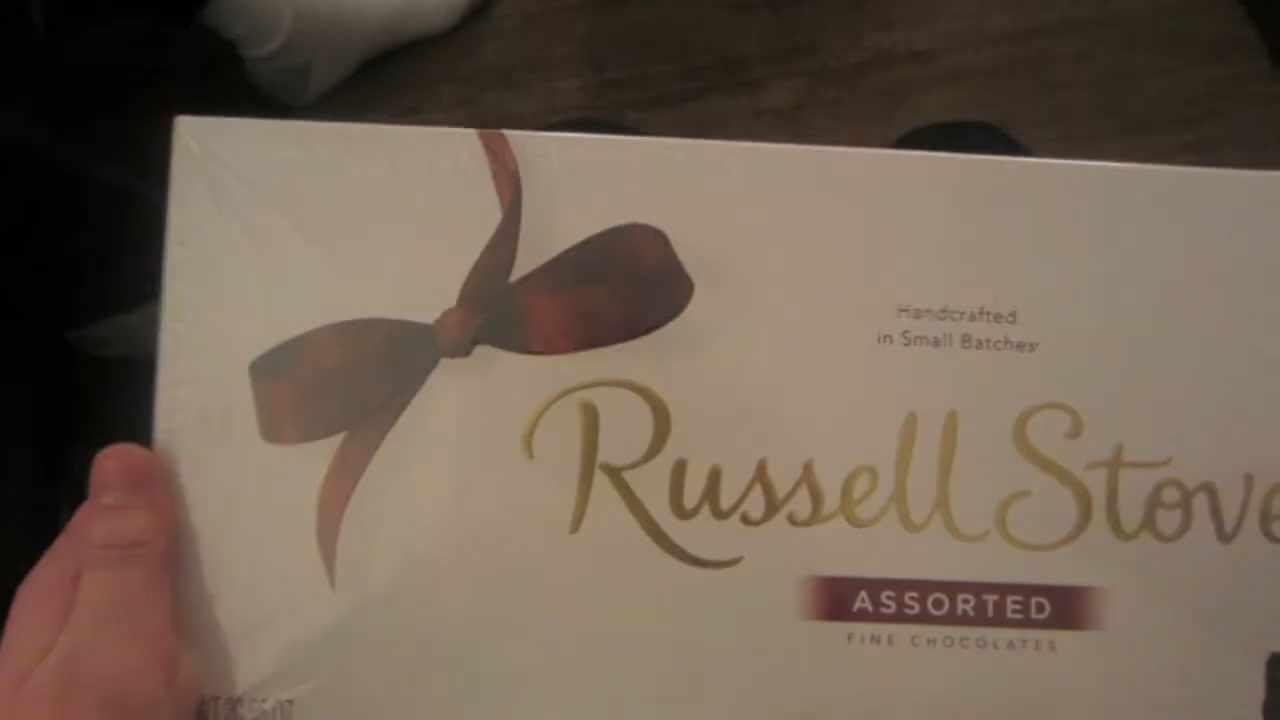 Handcrafted
in Small Batches
Russell Stove
ASSORTED
FINE CHOCOLATES